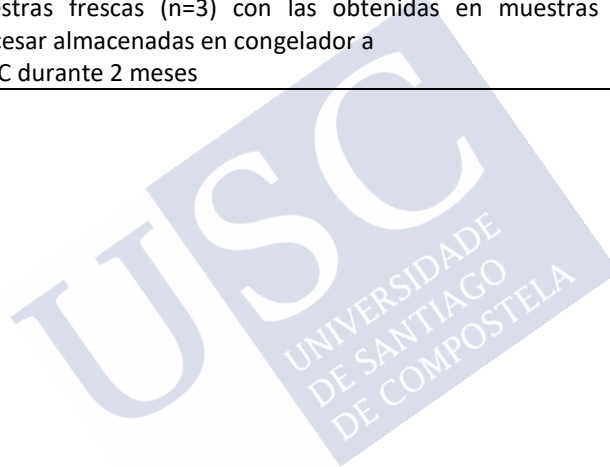 estras frescas (n=3) con las obtenidas en muestras
cesar almacenadas en congelador a
C durante 2 meses
USC
UNIVERSIDADE
DE SANTIAGO
DE COMPOSTELA